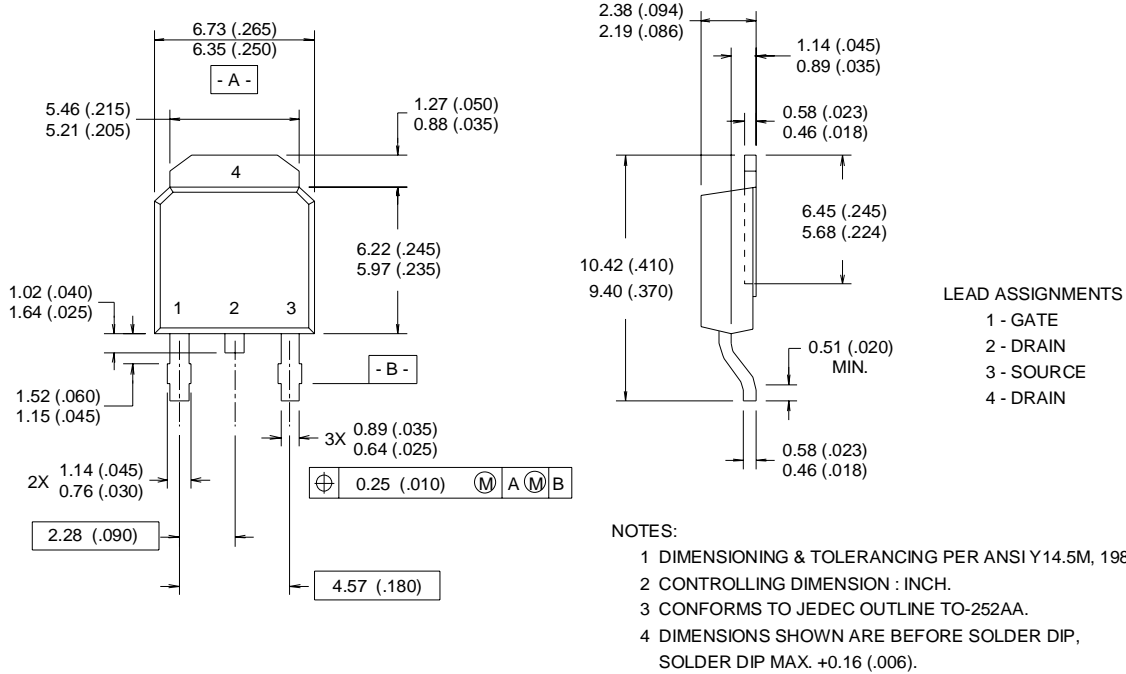 6.73 (.265)
6.35 (.250)
- A -
5.46 (.215)
5.21 (.205)
1.27 (.050)
0.88 (.035)
4
6.22 (.245)
5.97 (.235)
1.02 (.040)
1.64 (.025)
1 2 3
- B -
1.52 (.060)
1.15 (.045)
3X 0.89 (.035)
0.64 (.025)
2X 1.14 (.045)
0.76 (.030)
0.25 (.010) M A M B
2.28 (.090)
4.57 (.180)
2.38 (.094)
2.19 (.086)
1.14 (.045)
0.89 (.035)
0.58 (.023)
0.46 (.018)
6.45 (.245)
5.68 (.224)
10.42 (.410)
9.40 (.370)
0.51 (.020)
MIN.
0.58 (.023)
0.46 (.018)
LEAD ASSIGNMENTS
1 - GATE
2 - DRAIN
3 - SOURCE
4 - DRAIN
NOTES:
1 DIMENSIONING & TOLERANCING PER ANSI Y14.5M, 198
2 CONTROLLING DIMENSION : INCH.
3 CONFORMS TO JEDEC OUTLINE TO-252AA.
4 DIMENSIONS SHOWN ARE BEFORE SOLDER DIP,
SOLDER DIP MAX. +0.16 (.006).